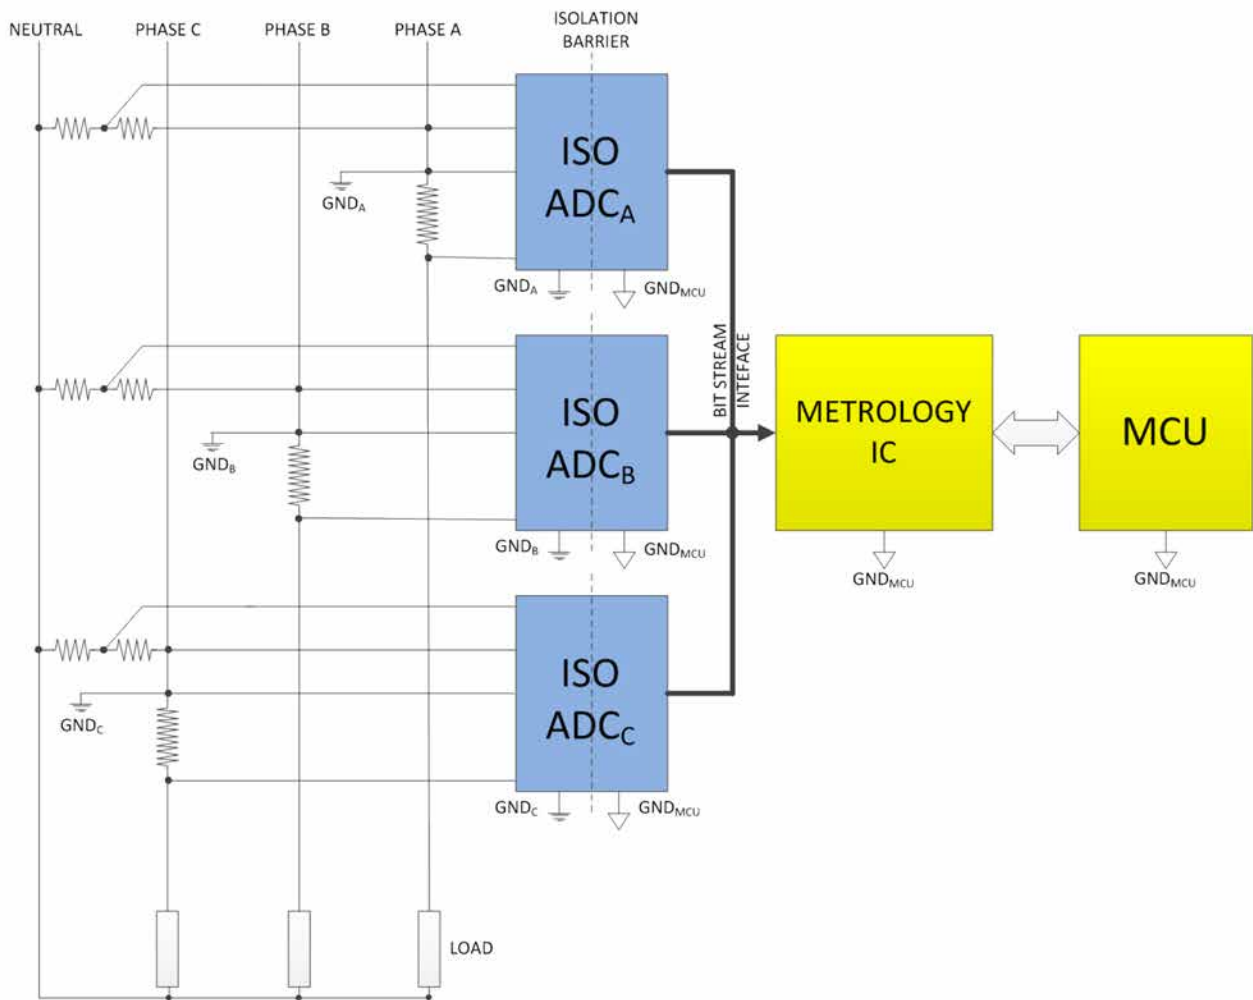 NEUTRAL
PHASE C
PHASE B
PHASE A
ISOLATION
BARRIER
ISO
ADCA
GNDA
GNDA
GNDMCU
BIT STREAM
INTEFACE
ISO
ADCB
GNDB
GNDB
GNDMCU
METROLOGY
IC
GNDMCU
MCU
GNDMCU
ISO
ADCC
GNDC
GNDC
GNDMCU
LOAD